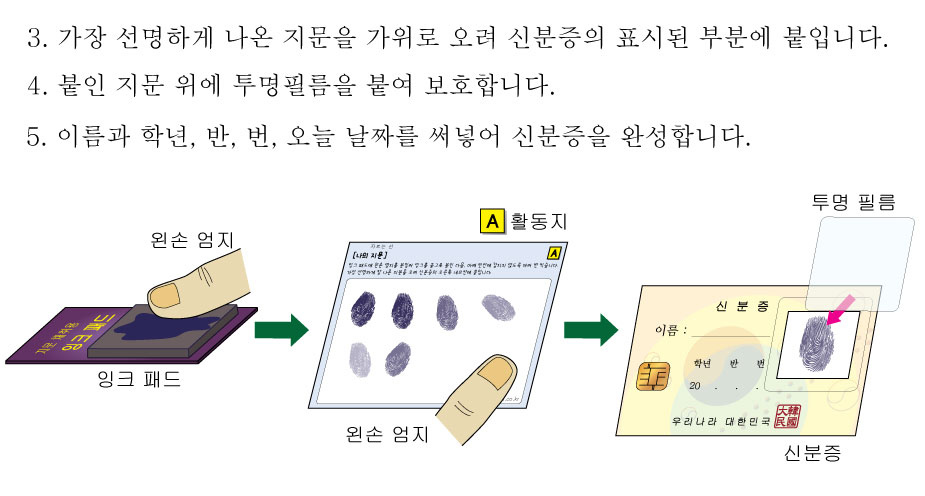 3. 가장 선명하게 나온 지문을 가위로 오려 신분증의 표시된 부분에 붙입니다.
4. 붙인 지문 위에 투명필름을 붙여 보호합니다.
5. 이름과 학년, 반, 번, 오늘 날짜를 써넣어 신분증을 완성합니다.
투명 필름
A 활동지
왼손 엄지
자르는 선
[나의 지문]
A
신 분 증
이름 :
학년 반 번
20 . . .
우리나라 대한민국
大韓
民國
잉크 패드
왼손 엄지
신분증